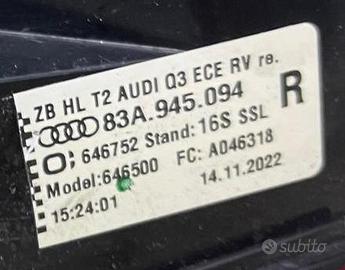 ZB HL T2 AUDI Q3 ECE RV re.
83A.945.094
R
646752 Stand: 16S SSL
Model: 646500 FC: A046318
15:24:01 14.11.2022
subito